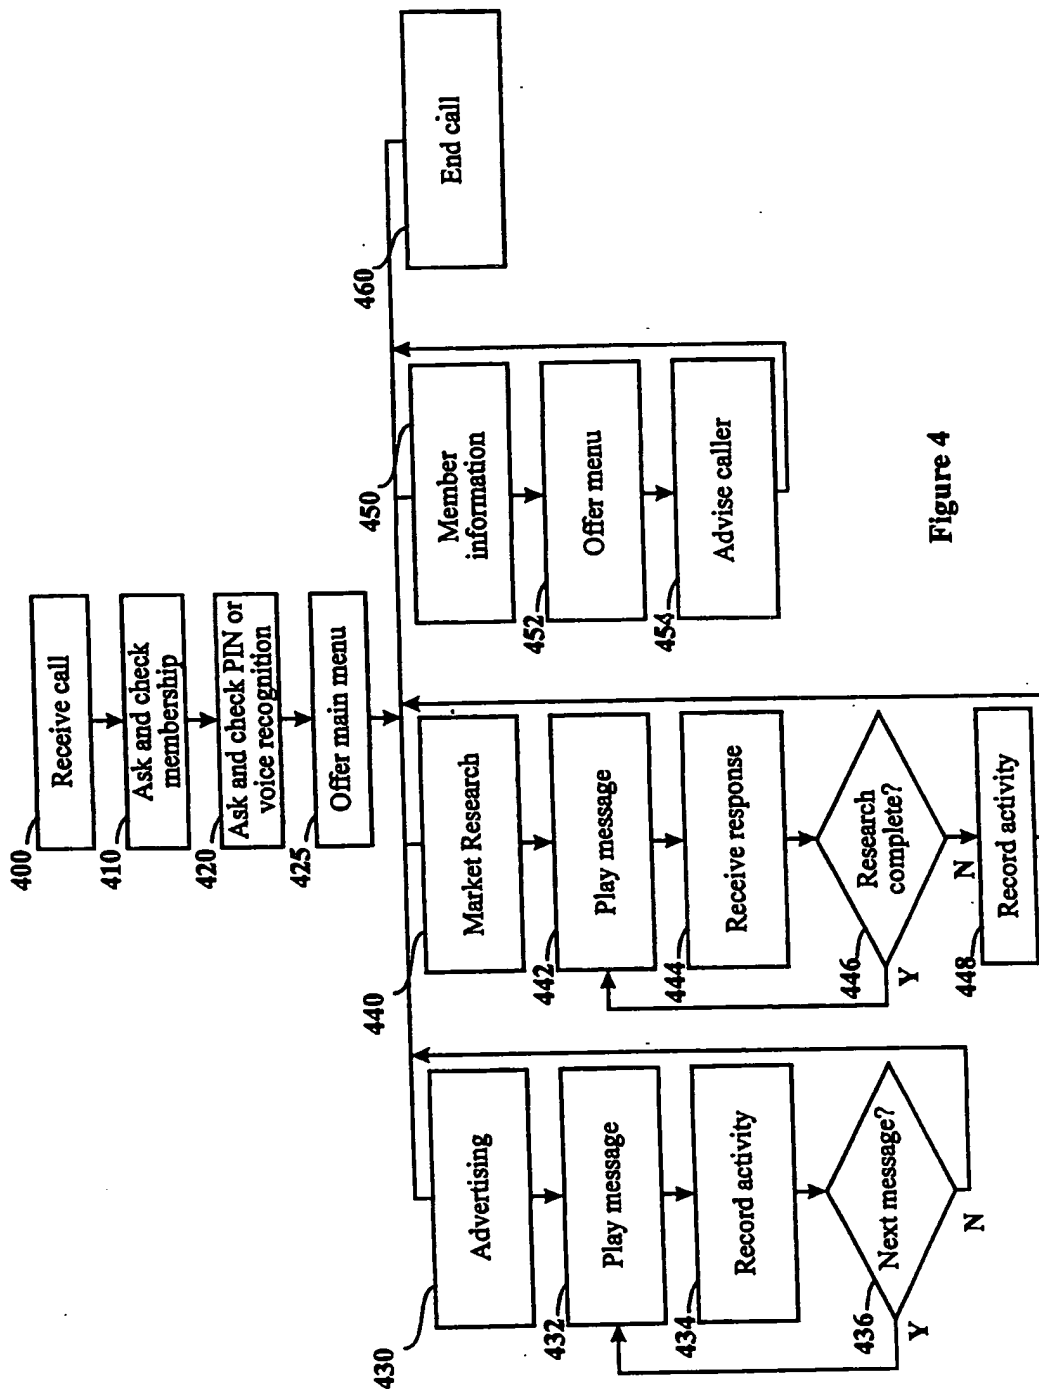 400
Receive call
410
Ask and check
membership
420
Ask and check PIN or
voice recognition
425
Offer main menu
430
Advertising
432
Play message
434
Record activity
436
Next message?
Y
N
440
Market Research
442
Play message
444
Receive response
446
Research
complete?
Y
N
448
Record activity
450
Member
information
452
Offer menu
454
Advise caller
460
End call
Figure 4